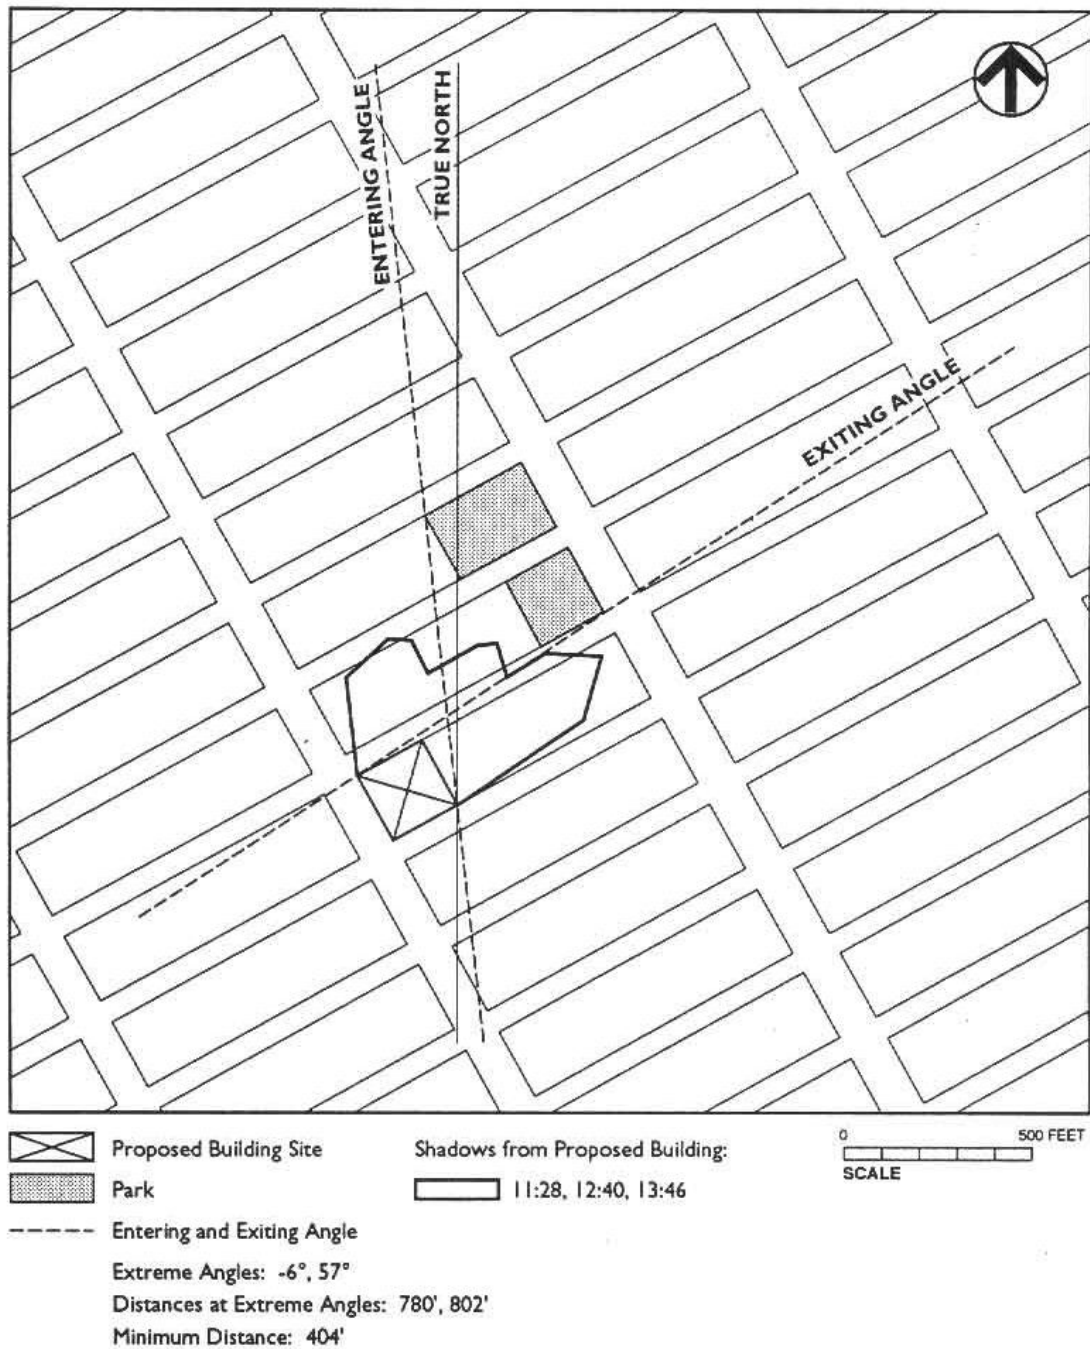 ENTERING ANGLE
TRUE NORTH
EXITING ANGLE
Proposed Building Site
Park
Entering and Exiting Angle
Extreme Angles: -6°, 57°
Distances at Extreme Angles: 780', 802'
Minimum Distance: 404'
Shadows from Proposed Building:
11:28, 12:40, 13:46
0 500 FEET
SCALE